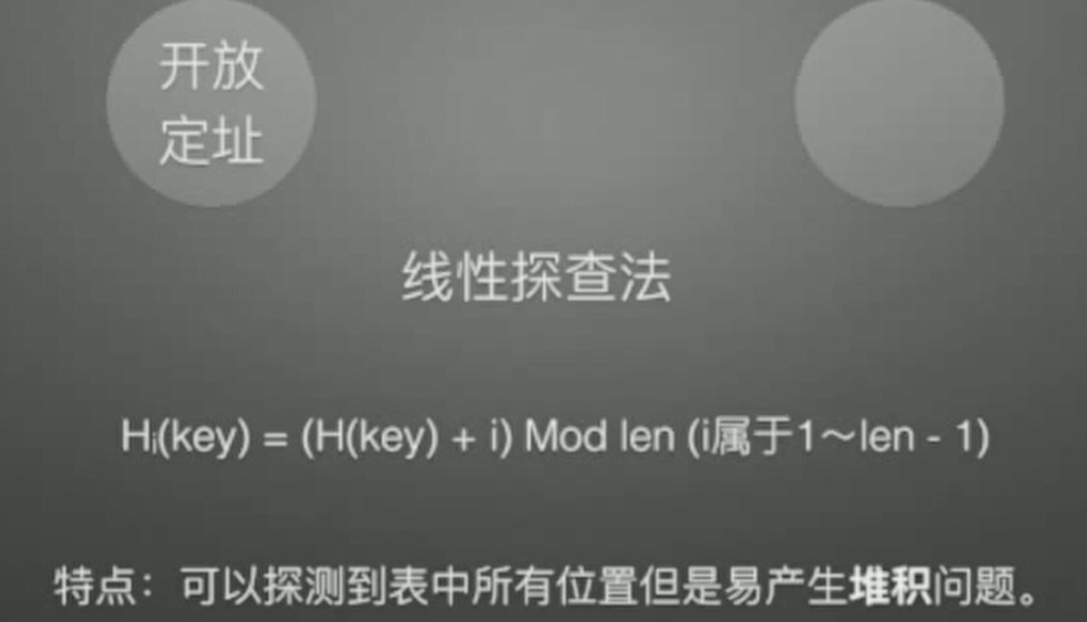 开放
定址
线性探查法
Hᵢ(key) = (H(key) + i) Mod len (i属于1～len - 1)
特点：可以探测到表中所有位置但是易产生堆积问题。